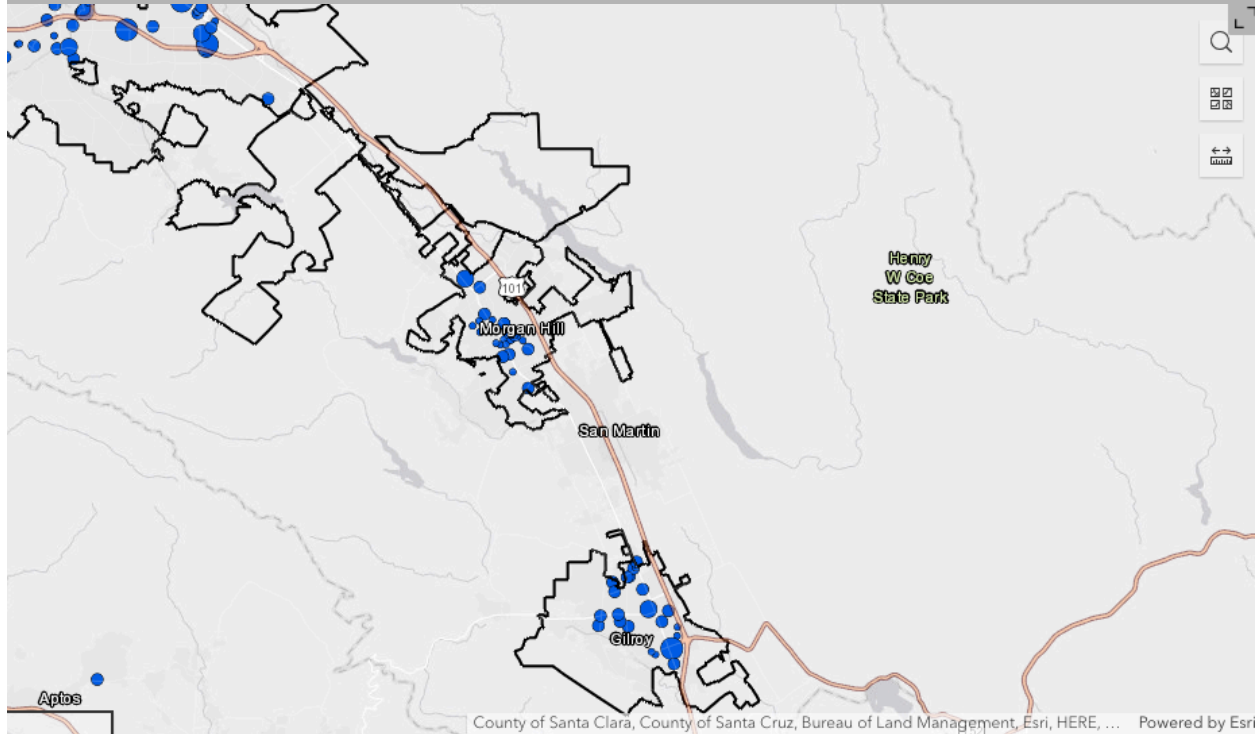 Henry
W Coe
State Park
101
Morgan Hill
San Martin
Gilroy
Aptos
County of Santa Clara, County of Santa Cruz, Bureau of Land Management, Esri, HERE, ... Powered by Esri